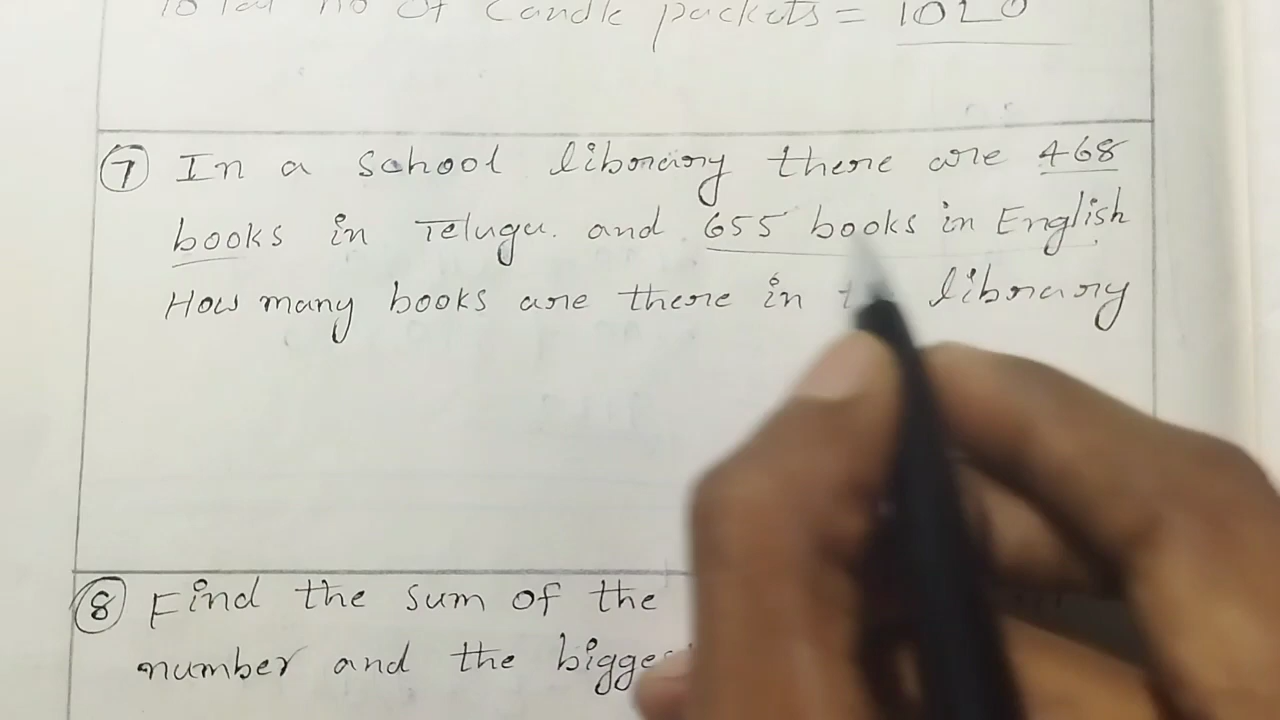 Total no of Candle packets = 1020
⑦ In a school library there are 468
books in Telugu. and 655 books in English
How many books are there in library
⑧ Find the sum of the
number and the bigges